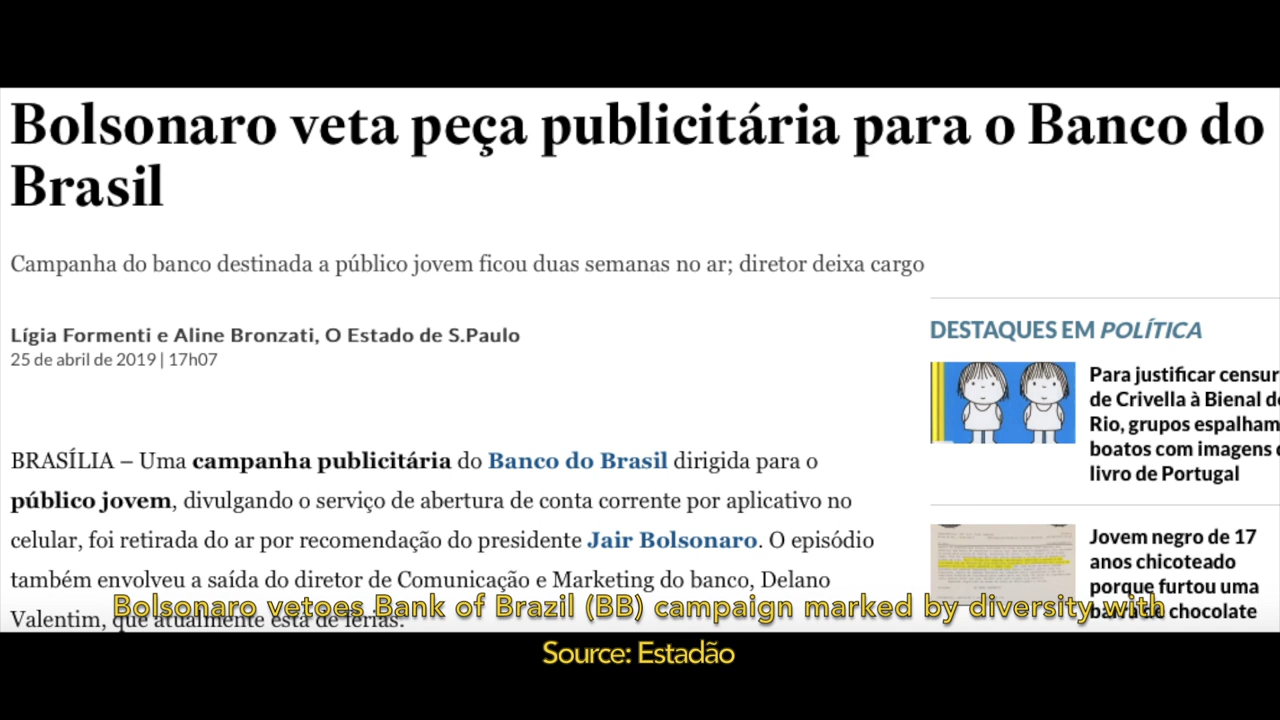 Bolsonaro veta peça publicitária para o Banco do
Brasil
Campanha do banco destinada a público jovem ficou duas semanas no ar; diretor deixa cargo
Lígia Formenti e Aline Bronzati, O Estado de S.Paulo
25 de abril de 2019 | 17h07
BRASÍLIA – Uma campanha publicitária do Banco do Brasil dirigida para o
público jovem, divulgando o serviço de abertura de conta corrente por aplicativo no
celular, foi retirada do ar por recomendação do presidente Jair Bolsonaro. O episódio
também envolveu a saída do diretor de Comunicação e Marketing do banco, Delano
Valentim, que atualmente está de férias.
DESTAQUES EM POLÍTICA
Para justificar censur
de Crivella à Bienal d
Rio, grupos espalham
boatos com imagens
livro de Portugal
Jovem negro de 17
anos chicoteado
porque furtou uma
barra de chocolate
Bolsonaro vetoes Bank of Brazil (BB) campaign marked by diversity with
Source: Estadão